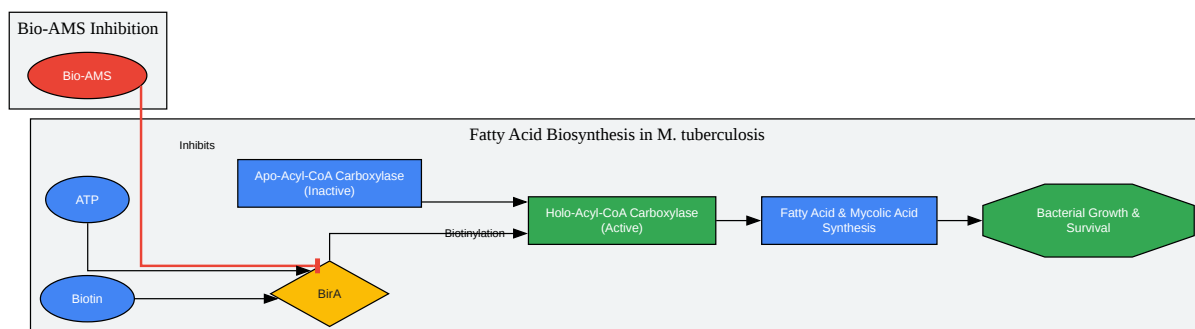 Bio-AMS Inhibition
Bio-AMS
Fatty Acid Biosynthesis in M. tuberculosis
Inhibits
Apo-Acyl-CoA Carboxylase
(Inactive)
ATP
Holo-Acyl-CoA Carboxylase
(Active)
Fatty Acid & Mycolic Acid
Synthesis
Bacterial Growth &
Survival
Biotinylation
Biotin
BirA